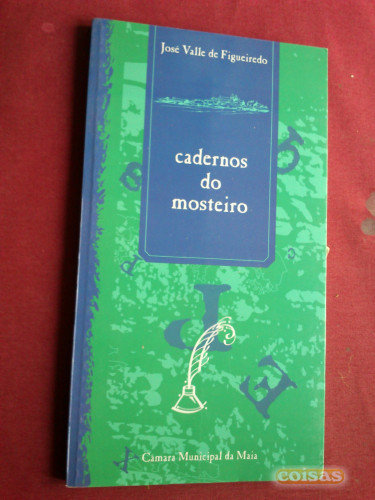 José Valle de Figueiredo
cadernos
do
mosteiro
Câmara Municipal da Maia
coisas